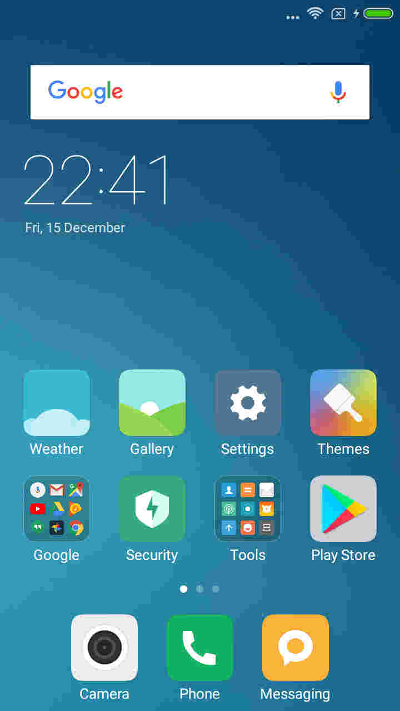 Google
22:41
Fri, 15 December
Weather
Gallery
Settings
Themes
Google
Security
Tools
Play Store
Camera
Phone
Messaging